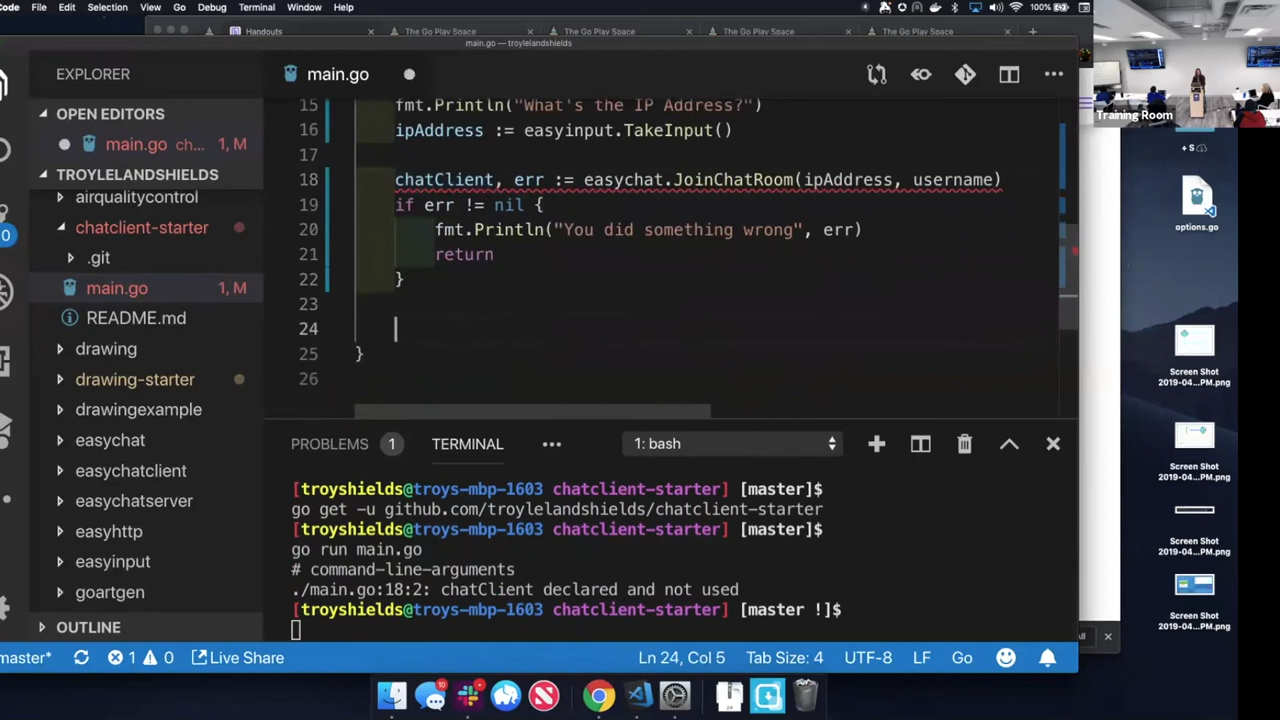 Code File Edit Selection View Go Debug Terminal Window Help 100%
Handouts The Go Play Space The Go Play Space The Go Play Space The Go Play Space
main.go — troylelandshields
EXPLORER
main.go
OPEN EDITORS
main.go ch... 1, M
TROYLELANDSHIELDS
airqualitycontrol
chatclient-starter
.git
main.go 1, M
README.md
drawing
drawing-starter
drawingexample
easychat
easychatclient
easychatserver
easyhttp
easyinput
goartgen
OUTLINE
15 fmt.Println("What's the IP Address?")
16 ipAddress := easyinput.TakeInput()
17
18 chatClient, err := easychat.JoinChatRoom(ipAddress, username)
19 if err != nil {
20 fmt.Println("You did something wrong", err)
21 return
22 }
23
24
25 }
26
PROBLEMS 1 TERMINAL ... 1: bash
[troyshields@troys-mbp-1603 chatclient-starter] [master]$
go get -u github.com/troylelandshields/chatclient-starter
[troyshields@troys-mbp-1603 chatclient-starter] [master]$
go run main.go
# command-line-arguments
./main.go:18:2: chatClient declared and not used
[troyshields@troys-mbp-1603 chatclient-starter] [master !]$
master* 1 0 Live Share Ln 24, Col 5 Tab Size: 4 UTF-8 LF Go
Training Room
+ S
options.go
Screen Shot
2019-04...PM.png
Screen Shot
2019-04...PM.png
Screen Shot
2019-04...PM.png
Screen Shot
2019-04...PM.png
10